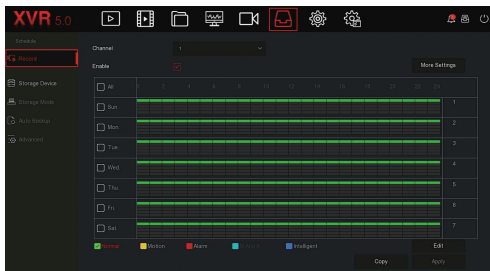 XVR 5.0
Schedule
Record
Storage Device
Storage Mode
Auto Backup
Advanced
Channel
1
Enable
More Settings
All
0 2 4 6 8 10 12 14 16 18 20 22 24
Sun.
1
Mon.
2
Tue.
3
Wed.
4
Thu.
5
Fri.
6
Sat.
7
Normal
Motion
Alarm
Intelligent
Edit
Copy
Apply